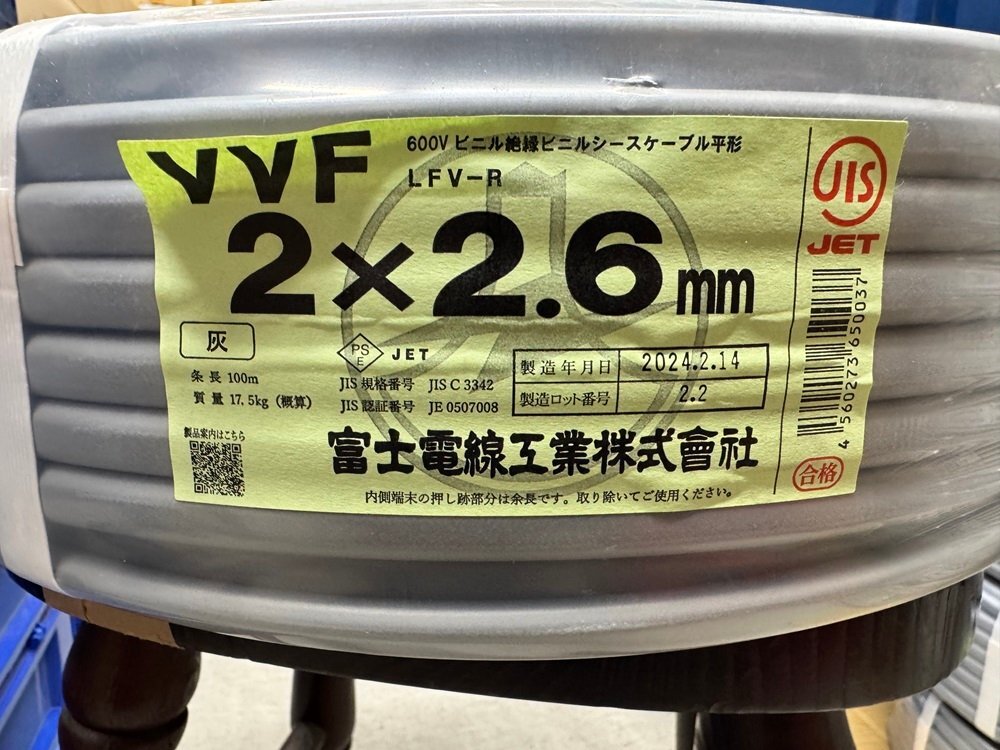 VVF
600V ビニル絶縁ビニルシースケーブル平形
LFV-R
2×2.6mm
灰
条長 100m
質量 17.5kg (概算)
製品案内はこちら
PS
E
JET
JIS 規格番号 JIS C 3342
JIS 認証番号 JE 0507008
製造年月日 2024.2.14
製造ロット番号 2.2
富士電線工業株式會社
内側端末の押し跡部分は余長です。取り除いてご使用ください。
JIS
JET
4 560273 650037
合格